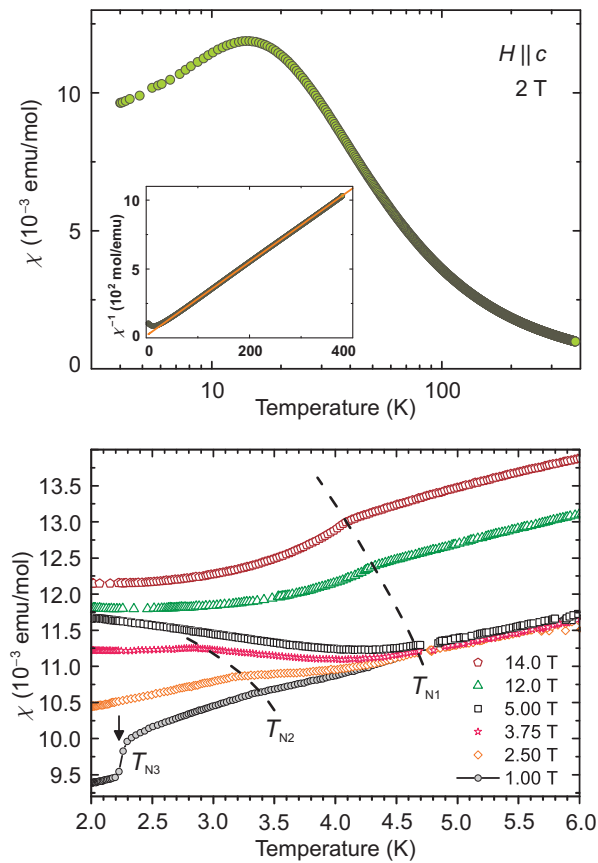 H || c
2 T
10
5
0
χ (10⁻³ emu/mol)
10
5
0
χ⁻¹ (10² mol/emu)
0 200 400
10 100
Temperature (K)
13.5
13.0
12.5
12.0
11.5
11.0
10.5
10.0
9.5
χ (10⁻³ emu/mol)
T_N1
T_N2
T_N3
14.0 T
12.0 T
5.00 T
3.75 T
2.50 T
1.00 T
2.0 2.5 3.0 3.5 4.0 4.5 5.0 5.5 6.0
Temperature (K)